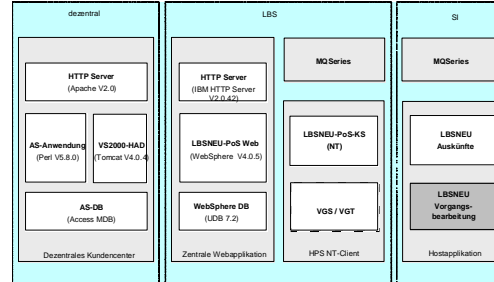 dezentral
HTTP Server
(Apache V2.0)
AS-Anwendung
(Perl V5.8.0)
VS2000-HAD
(Tomcat V4.0.4)
AS-DB
(Access MDB)
Dezentrales Kundencenter
LBS
HTTP Server
(IBM HTTP Server
V2.0.42)
LBSNEU-PoS Web
(WebSphere V4.0.5)
WebSphere DB
(UDB 7.2)
Zentrale Webapplikation
MQSeries
LBSNEU-PoS-KS
(NT)
VGS / VGT
HPS NT-Client
SI
MQSeries
LBSNEU
Auskünfte
LBSNEU
Vorgangs-
bearbeitung
Hostapplikation